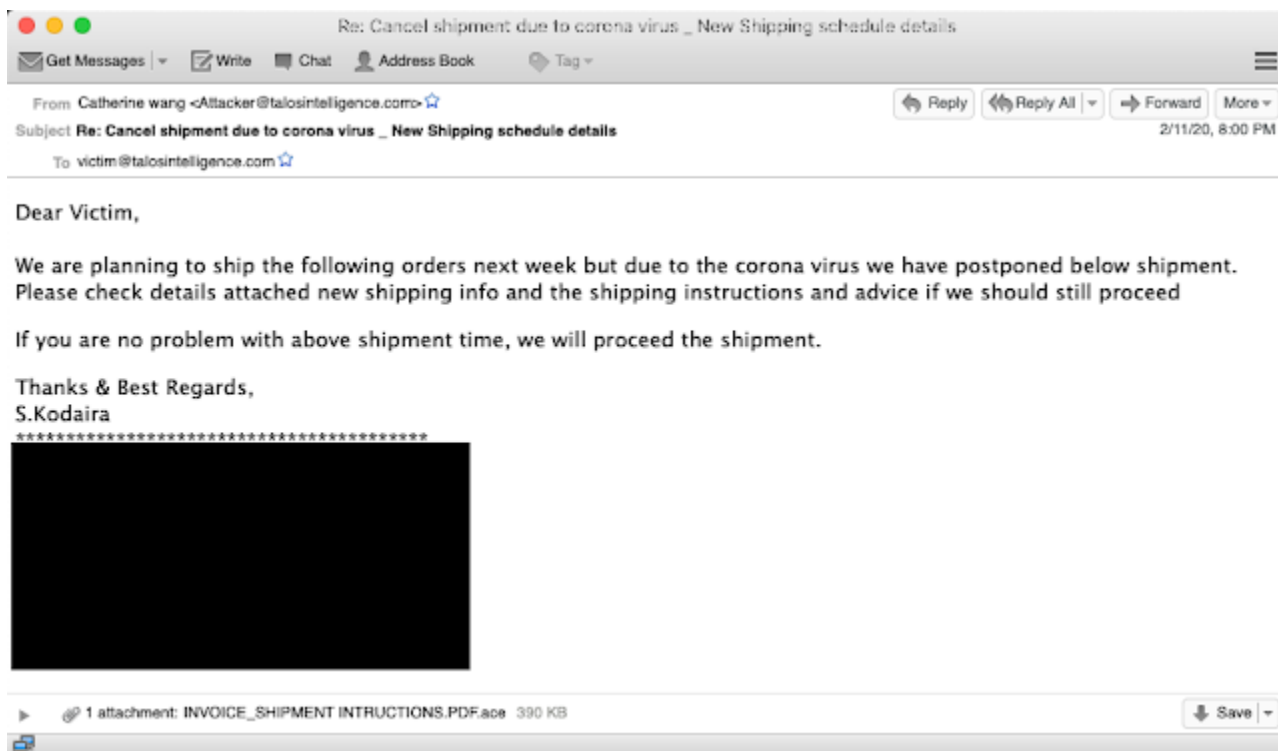 Re: Cancel shipment due to corona virus _ New Shipping schedule details
Get Messages Write Chat Address Book Tag
From Catherine wang <Attacker@talosintelligence.com> Reply Reply All Forward More
Subject Re: Cancel shipment due to corona virus _ New Shipping schedule details 2/11/20, 8:00 PM
To victim@talosintelligence.com
Dear Victim,
We are planning to ship the following orders next week but due to the corona virus we have postponed below shipment.
Please check details attached new shipping info and the shipping instructions and advice if we should still proceed
If you are no problem with above shipment time, we will proceed the shipment.
Thanks & Best Regards,
S.Kodaira
*****************************************
1 attachment: INVOICE_SHIPMENT INTRUCTIONS.PDF.ace 390 KB Save